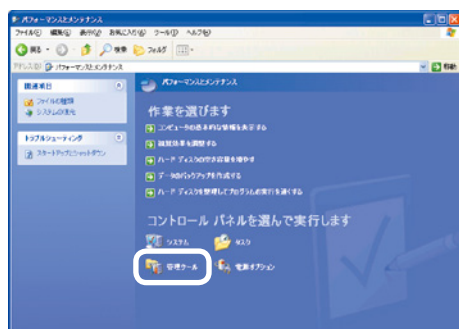 パフォーマンスとメンテナンス
ファイル(F) 編集(E) 表示(V) お気に入り(A) ツール(T) ヘルプ(H)
戻る 検索 フォルダ
アドレス(D) パフォーマンスとメンテナンス 移動
関連項目
ファイルの種類
システムの復元
トラブルシューティング
スタートアップとシャットダウン
パフォーマンスとメンテナンス
作業を選びます
コンピュータの基本的な情報を表示する
視覚効果を調整する
ハード ディスクの空き容量を増やす
データのバックアップを作成する
ハード ディスクを整理してプログラムの実行を速くする
コントロール パネルを選んで実行します
システム タスク
管理ツール 電源オプション